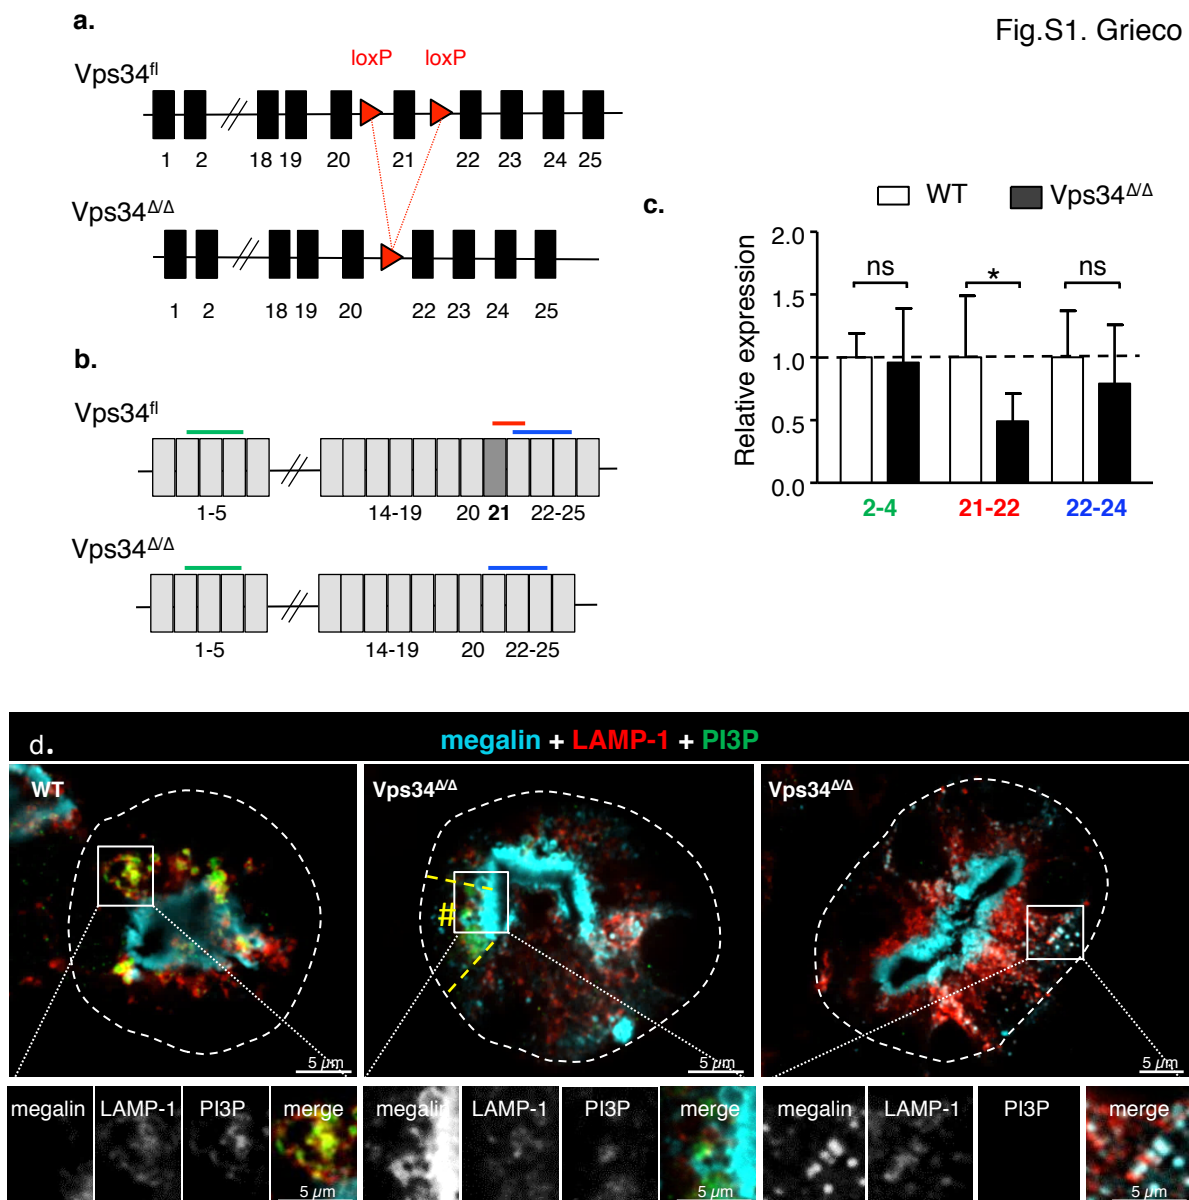 Fig.S1. Grieco
a.
loxP loxP
Vps34fl
1 2 18 19 20 21 22 23 24 25
Vps34Δ/Δ
1 2 18 19 20 22 23 24 25
b.
Vps34fl
1-5 14-19 20 21 22-25
Vps34Δ/Δ
1-5 14-19 20 22-25
c.
WT Vps34Δ/Δ
Relative expression
2.0
1.5
1.0
0.5
0.0
ns * ns
2-4 21-22 22-24
d.
megalin + LAMP-1 + PI3P
WT
5 µm
megalin LAMP-1 PI3P merge
5 µm
Vps34Δ/Δ
#
5 µm
megalin LAMP-1 PI3P merge
5 µm
Vps34Δ/Δ
5 µm
megalin LAMP-1 PI3P merge
5 µm